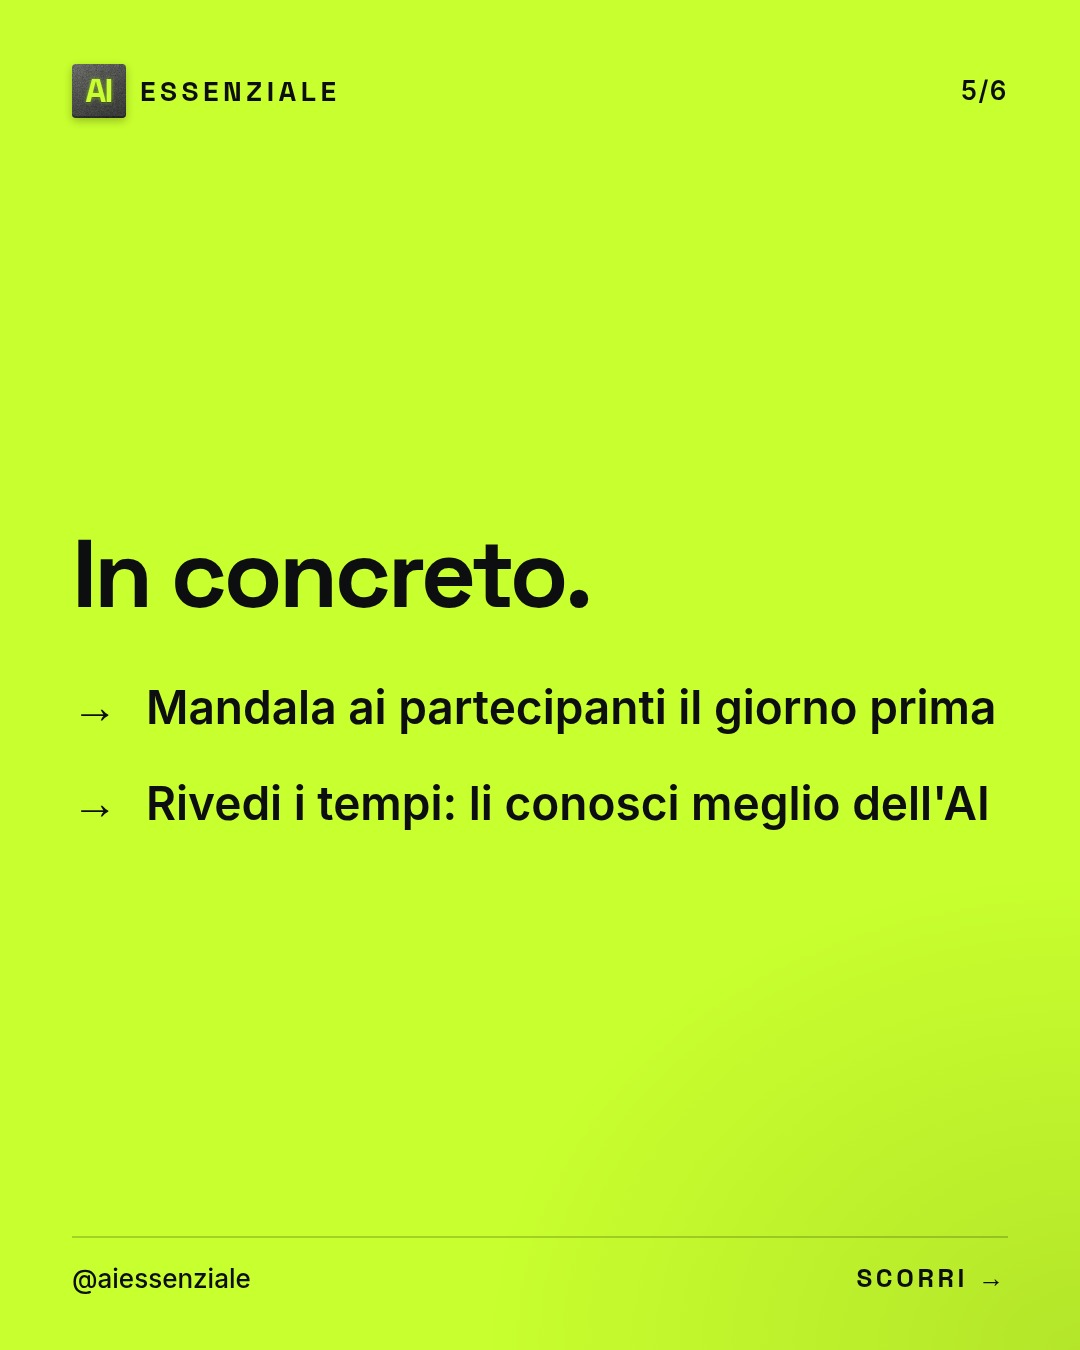 AI ESSENZIALE
5/6
In concreto.
→ Mandala ai partecipanti il giorno prima
→ Rivedi i tempi: li conosci meglio dell'AI
@aiessenziale
SCORRI →